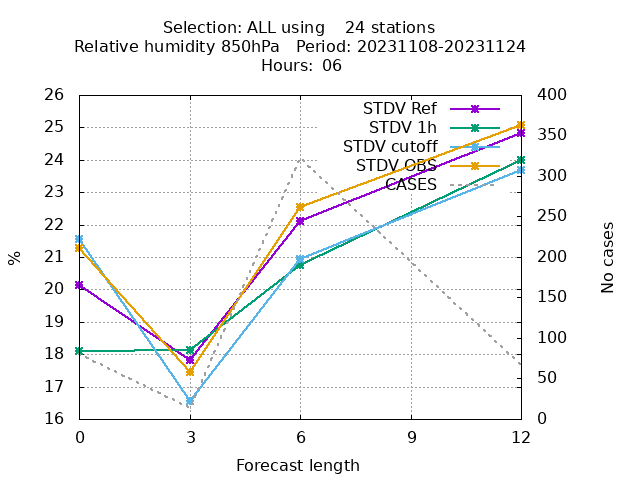 Selection: ALL using    24 stations
Relative humidity 850hPa   Period: 20231108-20231124
Hours: 06
26
25
24
23
22
21
20
19
18
17
16
400
350
300
250
200
150
100
50
0
STDV Ref
STDV 1h
STDV cutoff
STDV OBS
CASES
%
No cases
0
3
6
9
12
Forecast length